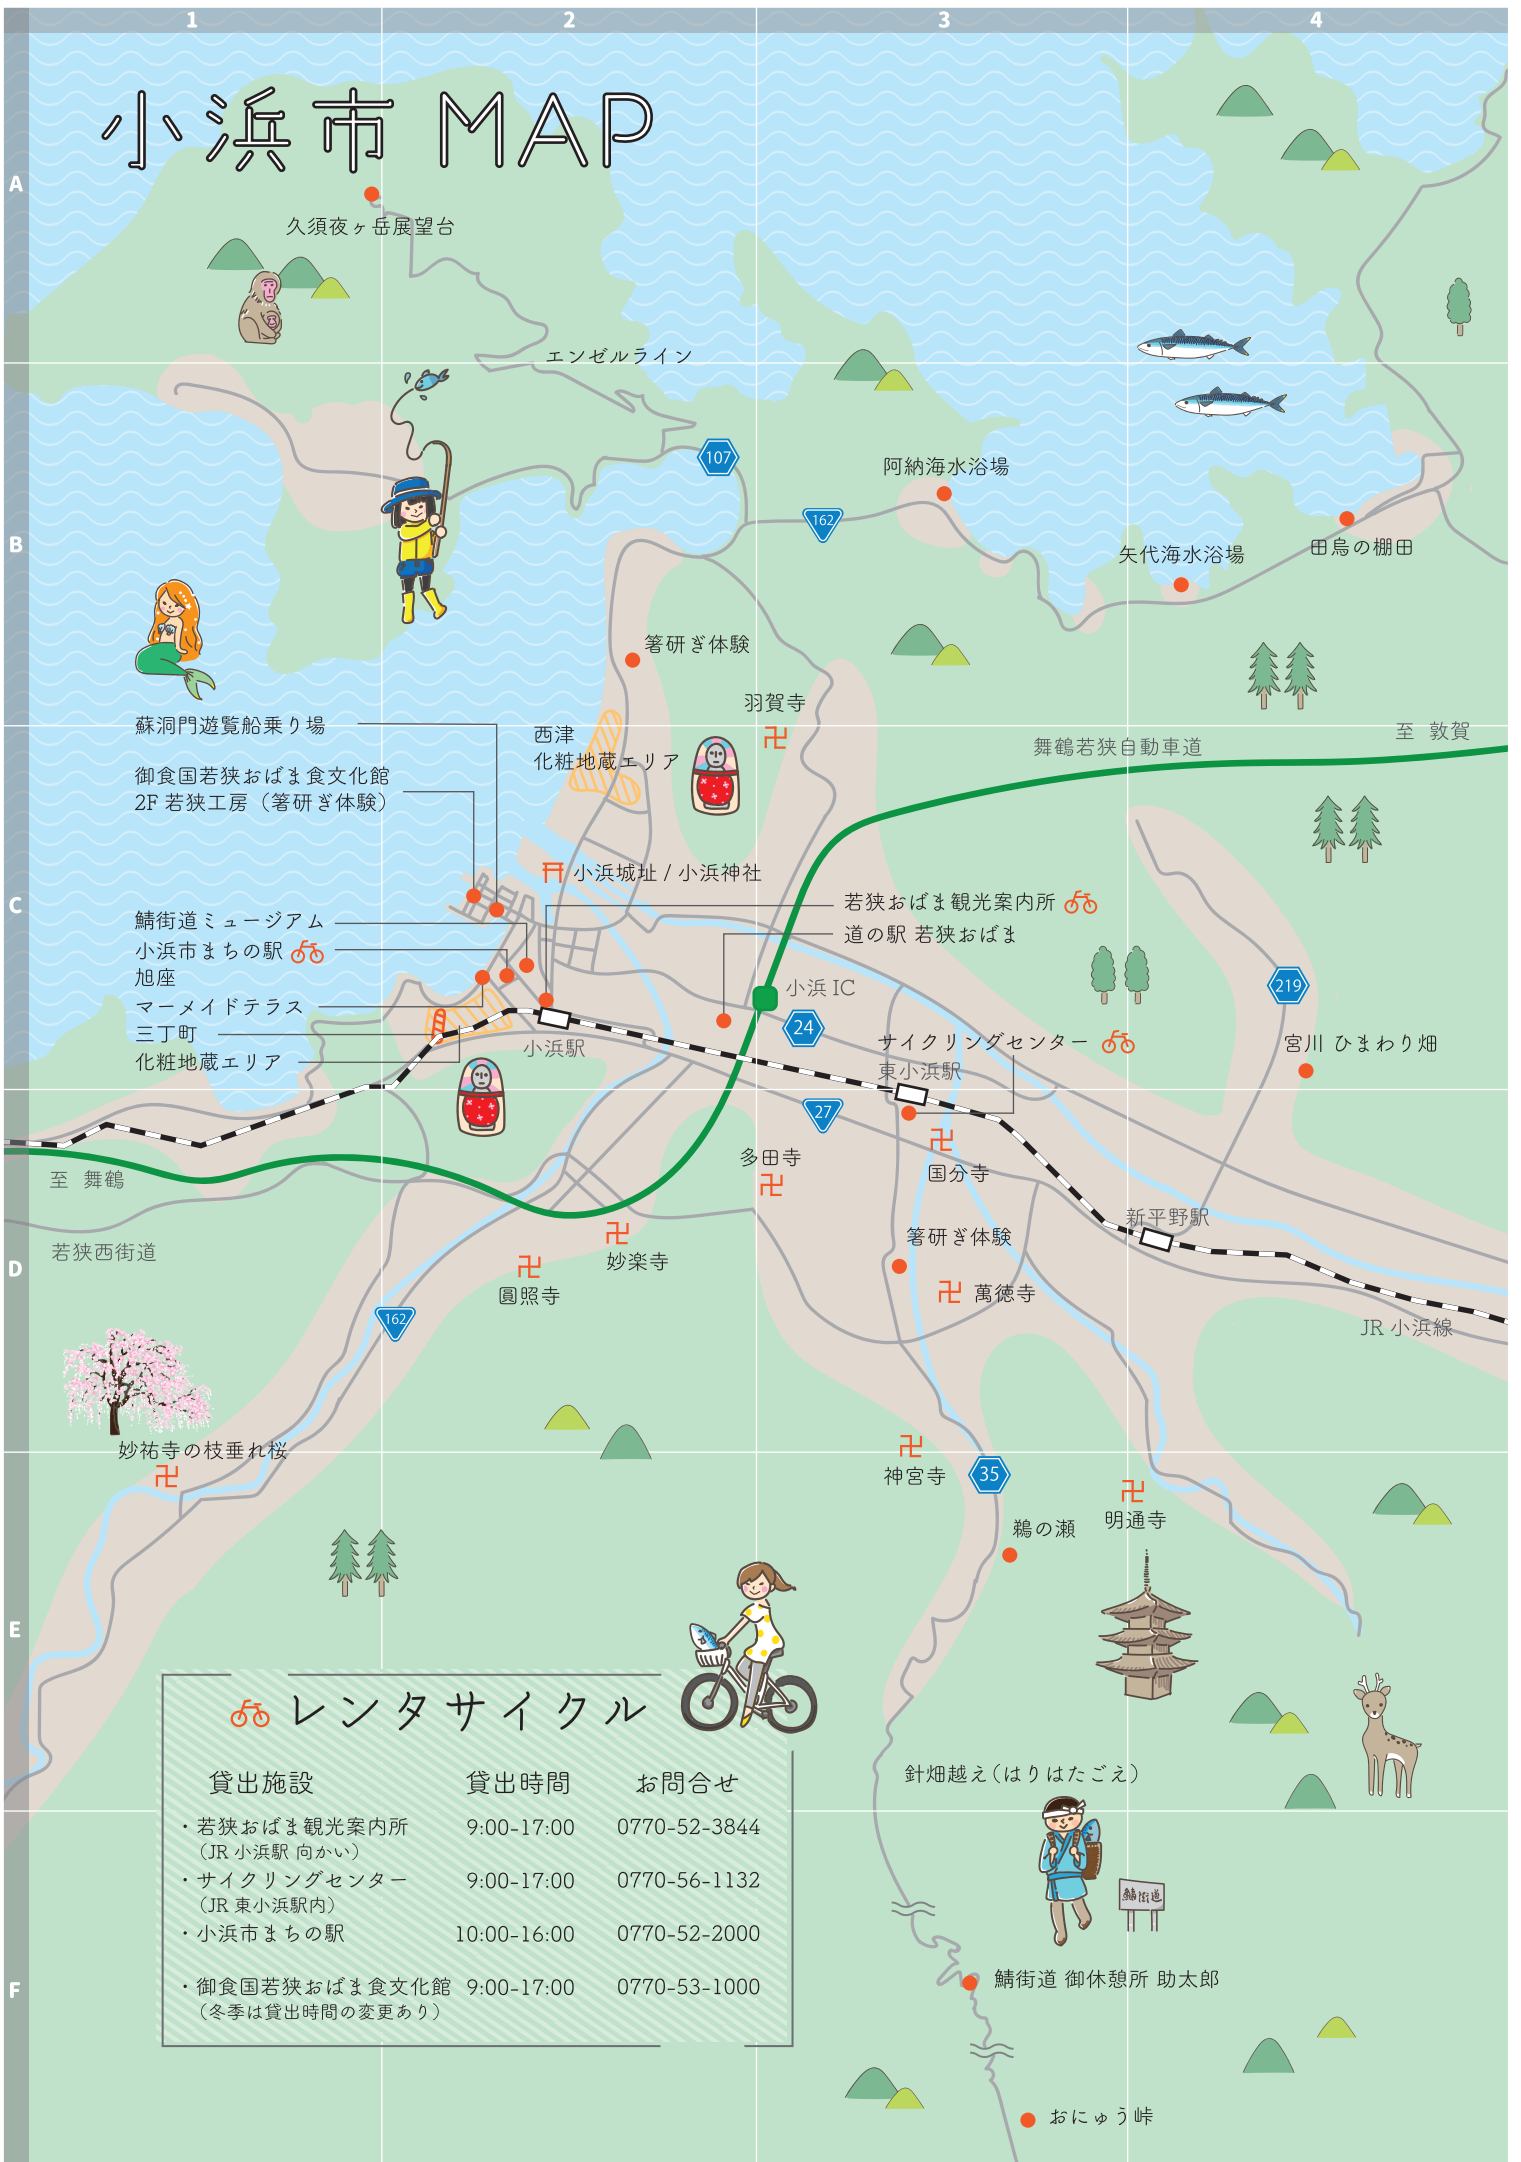 1 2 3 4
A
B
C
D
E
F
小浜市 MAP
久須夜ヶ岳展望台
エンゼルライン
107
阿納海水浴場
162
矢代海水浴場
田烏の棚田
箸研ぎ体験
羽賀寺
蘇洞門遊覧船乗り場
西津
化粧地蔵エリア
舞鶴若狭自動車道
至 敦賀
御食国若狭おばま食文化館
2F 若狭工房（箸研ぎ体験）
小浜城址 / 小浜神社
若狭おばま観光案内所
道の駅 若狭おばま
鯖街道ミュージアム
小浜市まちの駅
旭座
マーメイドテラス
三丁町
化粧地蔵エリア
小浜駅
小浜 IC
24
219
サイクリングセンター
東小浜駅
宮川 ひまわり畑
27
多田寺
国分寺
至 舞鶴
若狭西街道
新平野駅
箸研ぎ体験
萬徳寺
妙楽寺
圓照寺
162
JR 小浜線
妙祐寺の枝垂れ桜
神宮寺
35
明通寺
鵜の瀬
針畑越え（はりはたごえ）
鯖街道
鯖街道 御休憩所 助太郎
おにゅう峠
レンタサイクル
貸出施設 貸出時間 お問合せ
・若狭おばま観光案内所 9:00-17:00 0770-52-3844
（JR 小浜駅 向かい）
・サイクリングセンター 9:00-17:00 0770-56-1132
（JR 東小浜駅内）
・小浜市まちの駅 10:00-16:00 0770-52-2000
・御食国若狭おばま食文化館 9:00-17:00 0770-53-1000
（冬季は貸出時間の変更あり）